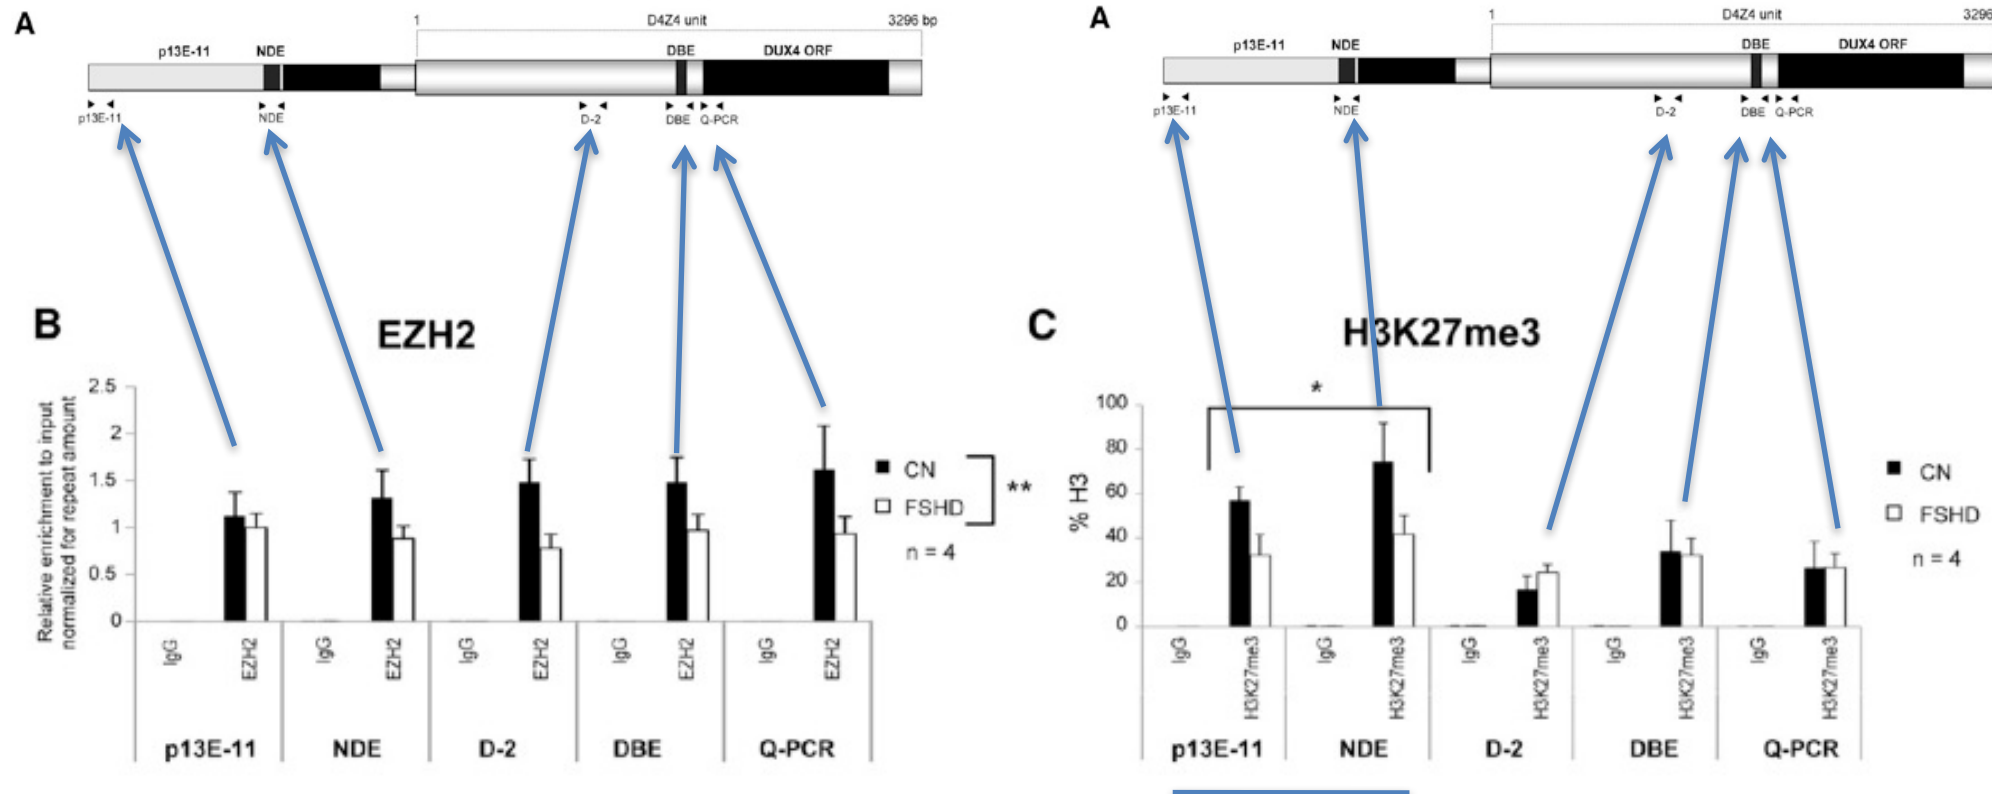 A
1 D4Z4 unit 3296 bp
p13E-11 NDE DBE DUX4 ORF
p13E-11 NDE D-2 DBE Q-PCR
B
EZH2
Relative enrichment to input
normalized for repeat amount
2.5
2
1.5
1
0.5
0
CN
FSHD
**
n = 4
IgG EZH2 IgG EZH2 IgG EZH2 IgG EZH2 IgG EZH2
p13E-11 NDE D-2 DBE Q-PCR
A
1 D4Z4 unit 3296
p13E-11 NDE DBE DUX4 ORF
p13E-11 NDE D-2 DBE Q-PCR
C
H3K27me3
*
% H3
100
80
60
40
20
0
CN
FSHD
n = 4
IgG H3K27me3 IgG H3K27me3 IgG H3K27me3 IgG H3K27me3 IgG H3K27me3
p13E-11 NDE D-2 DBE Q-PCR